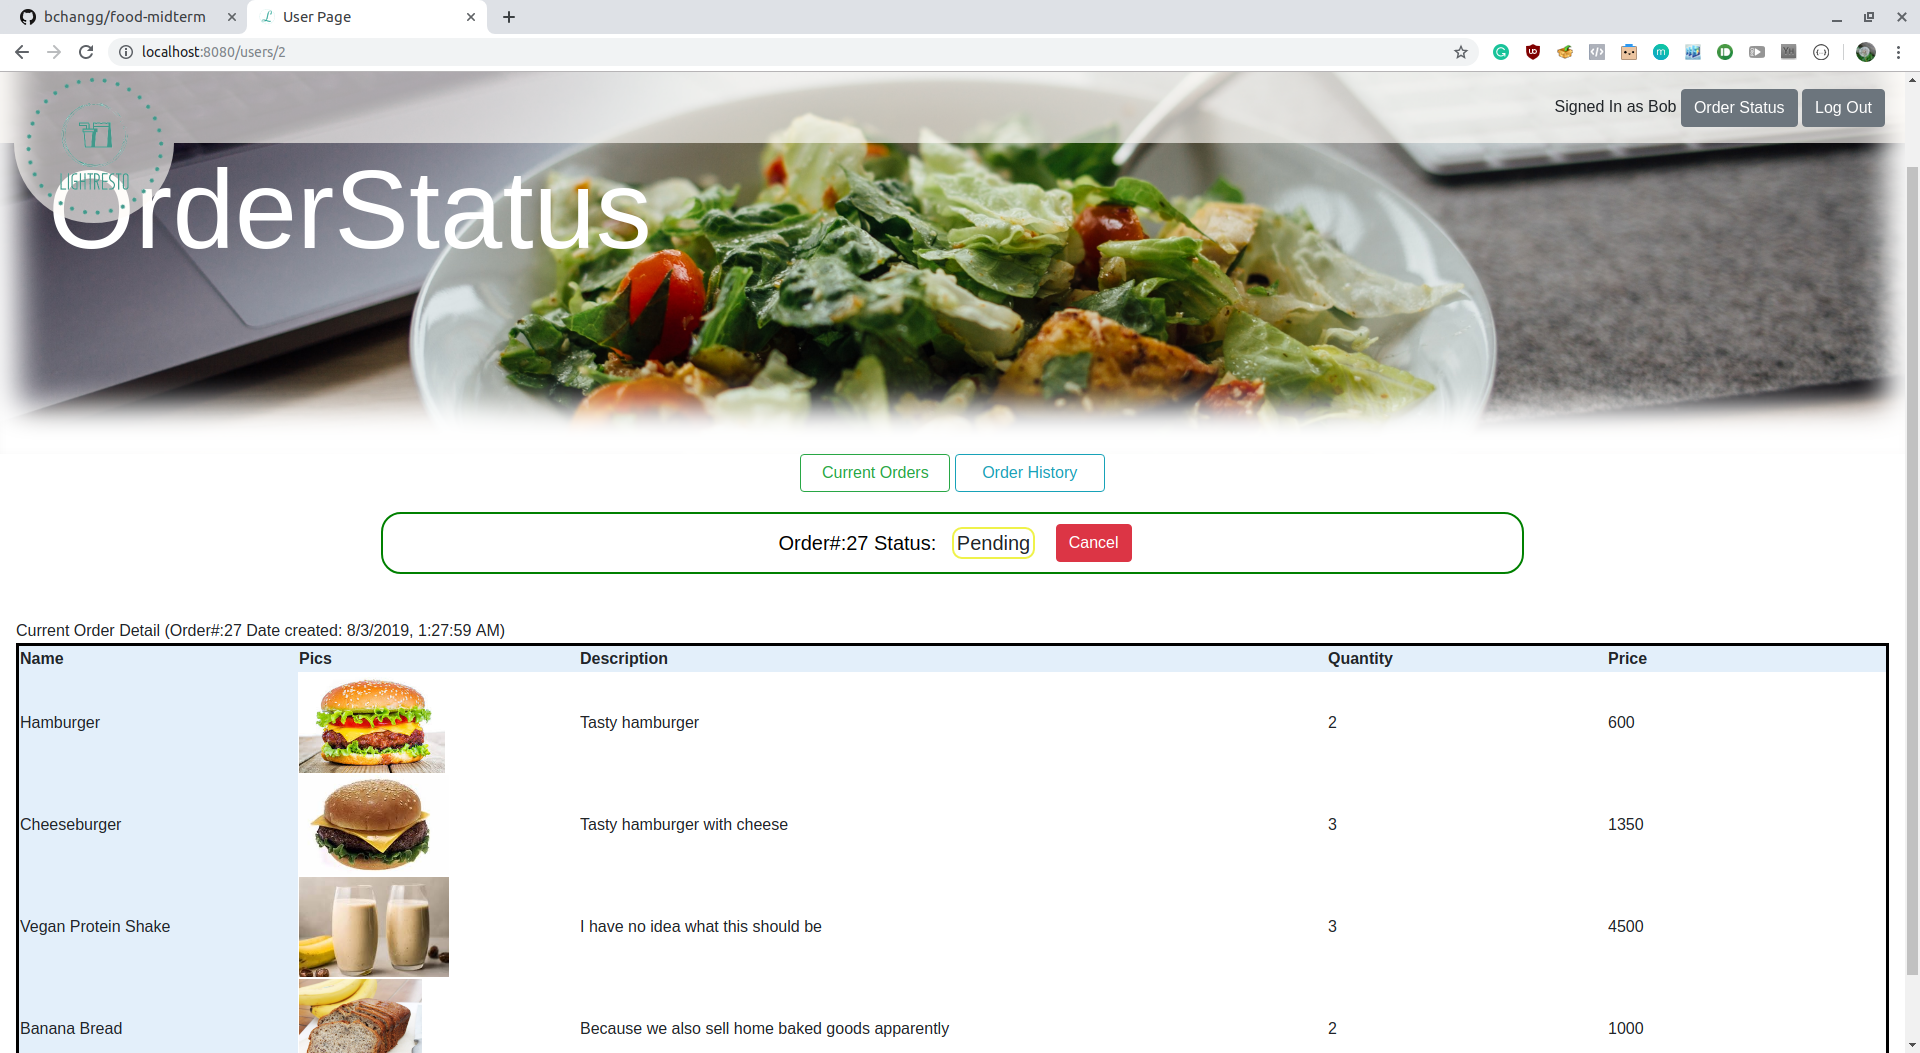 bchangg/food-midterm
User Page
localhost:8080/users/2
Signed In as Bob
Order Status
Log Out
LIGHTRESTO
OrderStatus
Current Orders
Order History
Order#:27 Status:
Pending
Cancel
Current Order Detail (Order#:27 Date created: 8/3/2019, 1:27:59 AM)
Name Pics Description Quantity Price
Hamburger Tasty hamburger 2 600
Cheeseburger Tasty hamburger with cheese 3 1350
Vegan Protein Shake I have no idea what this should be 3 4500
Banana Bread Because we also sell home baked goods apparently 2 1000